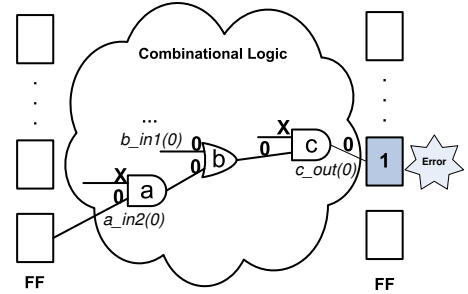 Combinational Logic
...
b_in1(0)
0
0
b
X
0
c
0
c_out(0)
1
Error
X
0
a
a_in2(0)
FF
FF